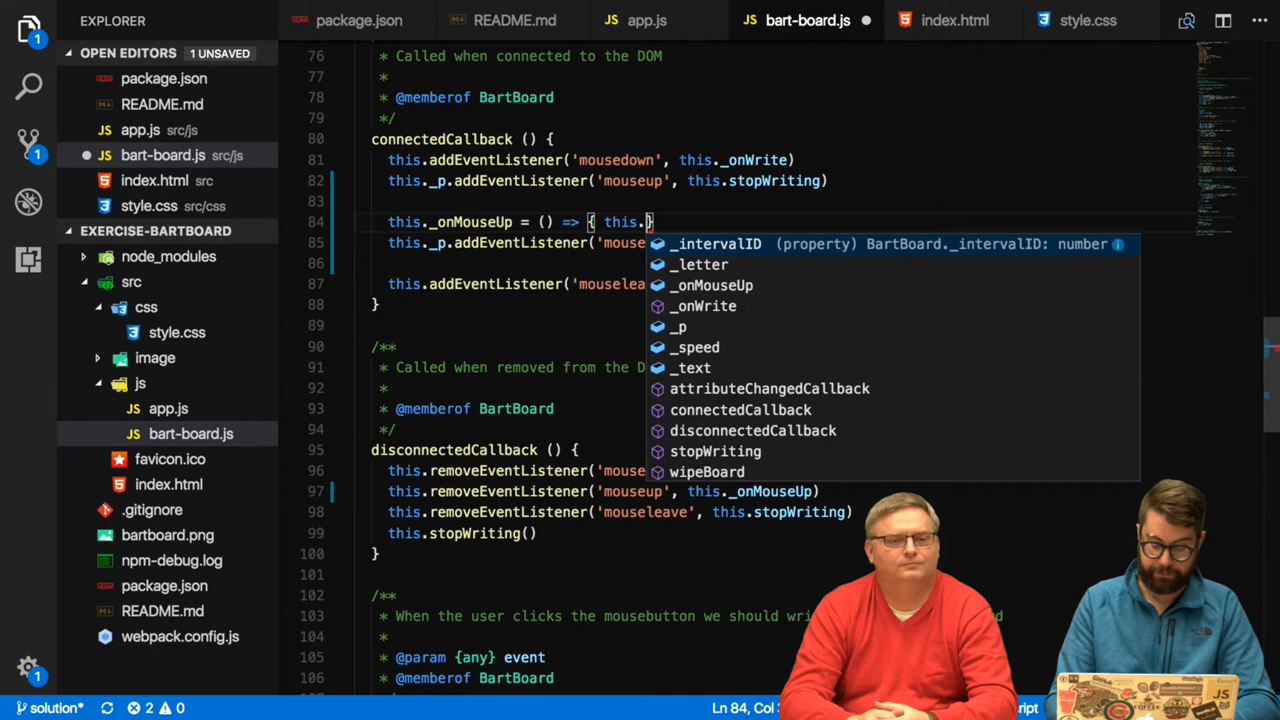 EXPLORER
package.json
README.md
app.js
bart-board.js
index.html
style.css
OPEN EDITORS 1 UNSAVED
package.json
README.md
app.js src/js
bart-board.js src/js
index.html src
style.css src/css
EXERCISE-BARTBOARD
node_modules
src
css
style.css
image
js
app.js
bart-board.js
favicon.ico
index.html
.gitignore
bartboard.png
npm-debug.log
package.json
README.md
webpack.config.js
76 * Called when connected to the DOM
77 *
78 * @memberof BartBoard
79 */
80 connectedCallback () {
81 this.addEventListener('mousedown', this._onWrite)
82 this._p.addEventListener('mouseup', this.stopWriting)
83
84 this._onMouseUp = () => { this.}
85 this._p.addEventListener('mouse
86
87 this.addEventListener('mouselea
88 }
89
90 /**
91 * Called when removed from the D
92 *
93 * @memberof BartBoard
94 */
95 disconnectedCallback () {
96 this.removeEventListener('mouse
97 this.removeEventListener('mouseup', this._onMouseUp)
98 this.removeEventListener('mouseleave', this.stopWriting)
99 this.stopWriting()
100 }
101
102 /**
103 * When the user clicks the mousebutton we should wri
104 *
105 * @param {any} event
106 * @memberof BartBoard
107
_intervalID (property) BartBoard._intervalID: number
_letter
_onMouseUp
_onWrite
_p
_speed
_text
attributeChangedCallback
connectedCallback
disconnectedCallback
stopWriting
wipeBoard
1
1
1
solution* 2 0
Ln 84, Col 3